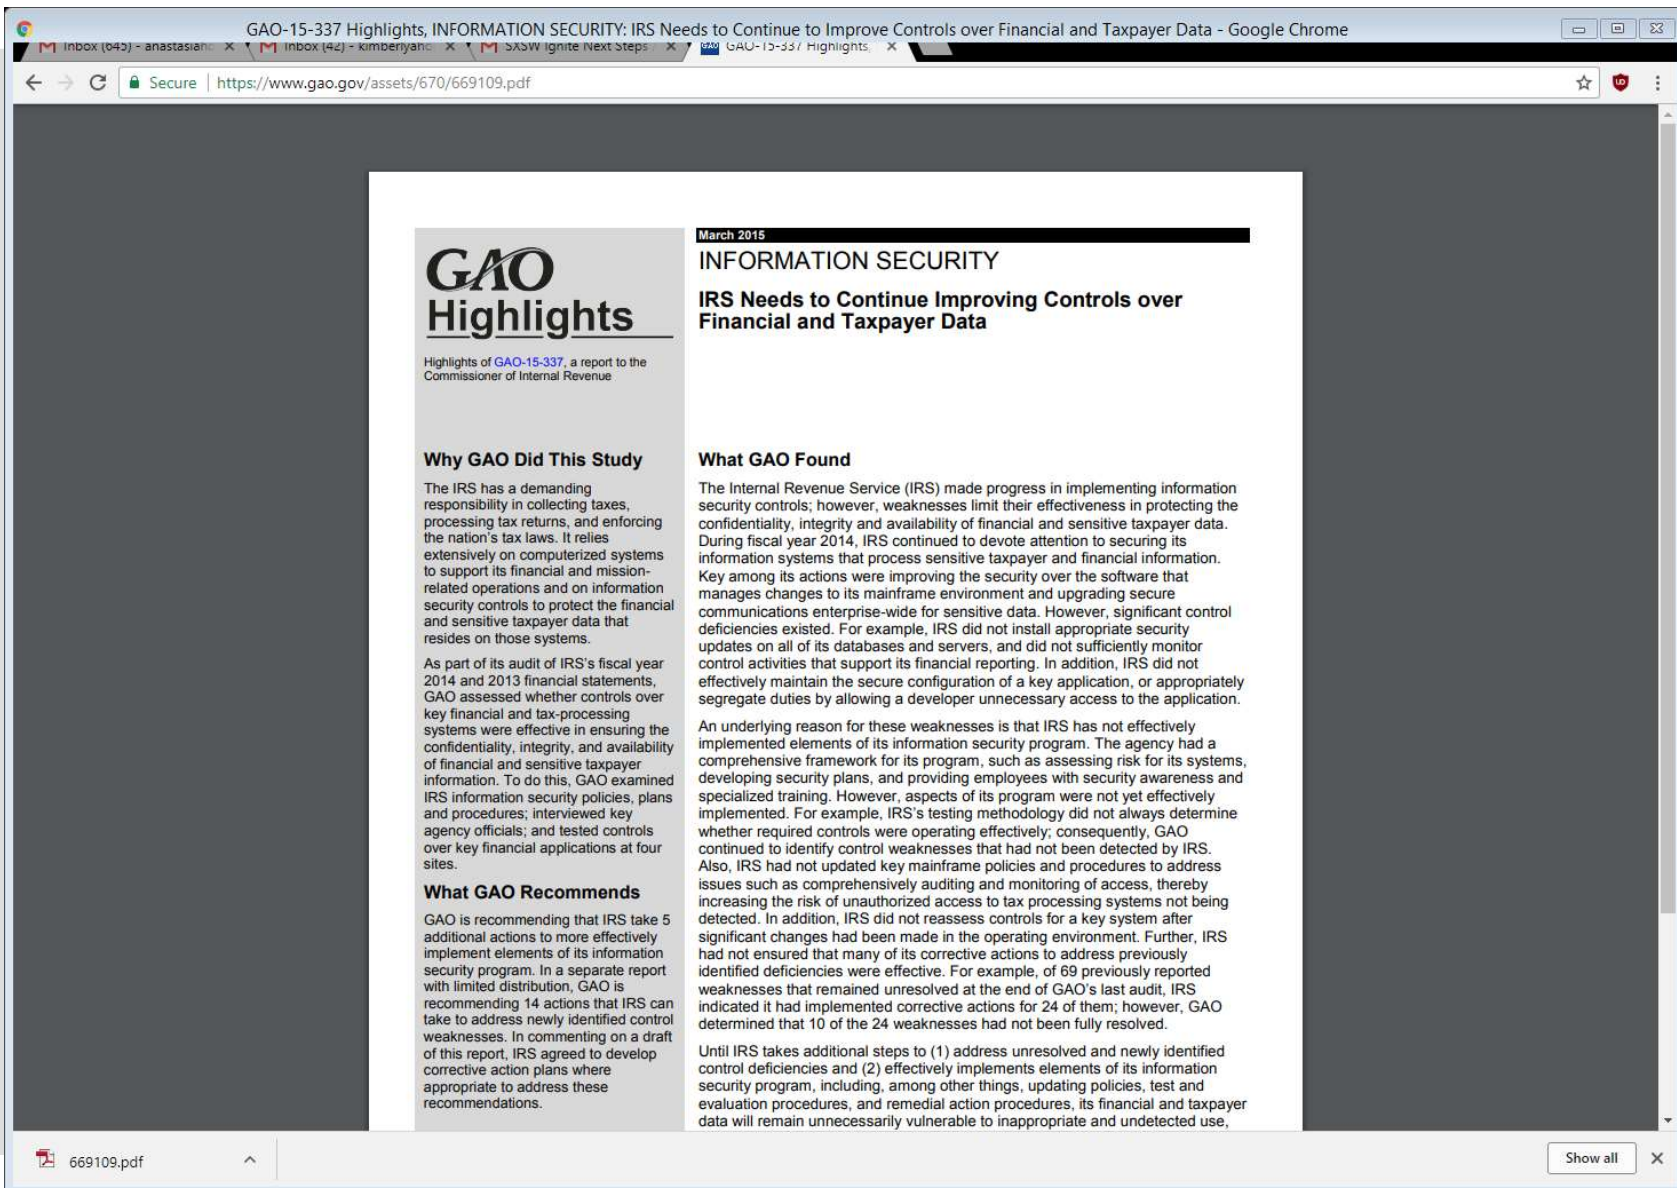 GAO-15-337 Highlights, INFORMATION SECURITY: IRS Needs to Continue to Improve Controls over Financial and Taxpayer Data - Google Chrome
Inbox (645) - anastasiahc
Inbox (42) - kimberlyano
SXSW Ignite Next Steps
GAO GAO-15-337 Highlights,
Secure | https://www.gao.gov/assets/670/669109.pdf
GAO
Highlights
Highlights of GAO-15-337, a report to the
Commissioner of Internal Revenue
Why GAO Did This Study
The IRS has a demanding
responsibility in collecting taxes,
processing tax returns, and enforcing
the nation's tax laws. It relies
extensively on computerized systems
to support its financial and mission-
related operations and on information
security controls to protect the financial
and sensitive taxpayer data that
resides on those systems.
As part of its audit of IRS's fiscal year
2014 and 2013 financial statements,
GAO assessed whether controls over
key financial and tax-processing
systems were effective in ensuring the
confidentiality, integrity, and availability
of financial and sensitive taxpayer
information. To do this, GAO examined
IRS information security policies, plans
and procedures; interviewed key
agency officials; and tested controls
over key financial applications at four
sites.
What GAO Recommends
GAO is recommending that IRS take 5
additional actions to more effectively
implement elements of its information
security program. In a separate report
with limited distribution, GAO is
recommending 14 actions that IRS can
take to address newly identified control
weaknesses. In commenting on a draft
of this report, IRS agreed to develop
corrective action plans where
appropriate to address these
recommendations.
March 2015
INFORMATION SECURITY
IRS Needs to Continue Improving Controls over
Financial and Taxpayer Data
What GAO Found
The Internal Revenue Service (IRS) made progress in implementing information
security controls; however, weaknesses limit their effectiveness in protecting the
confidentiality, integrity and availability of financial and sensitive taxpayer data.
During fiscal year 2014, IRS continued to devote attention to securing its
information systems that process sensitive taxpayer and financial information.
Key among its actions were improving the security over the software that
manages changes to its mainframe environment and upgrading secure
communications enterprise-wide for sensitive data. However, significant control
deficiencies existed. For example, IRS did not install appropriate security
updates on all of its databases and servers, and did not sufficiently monitor
control activities that support its financial reporting. In addition, IRS did not
effectively maintain the secure configuration of a key application, or appropriately
segregate duties by allowing a developer unnecessary access to the application.
An underlying reason for these weaknesses is that IRS has not effectively
implemented elements of its information security program. The agency had a
comprehensive framework for its program, such as assessing risk for its systems,
developing security plans, and providing employees with security awareness and
specialized training. However, aspects of its program were not yet effectively
implemented. For example, IRS's testing methodology did not always determine
whether required controls were operating effectively; consequently, GAO
continued to identify control weaknesses that had not been detected by IRS.
Also, IRS had not updated key mainframe policies and procedures to address
issues such as comprehensively auditing and monitoring of access, thereby
increasing the risk of unauthorized access to tax processing systems not being
detected. In addition, IRS did not reassess controls for a key system after
significant changes had been made in the operating environment. Further, IRS
had not ensured that many of its corrective actions to address previously
identified deficiencies were effective. For example, of 69 previously reported
weaknesses that remained unresolved at the end of GAO's last audit, IRS
indicated it had implemented corrective actions for 24 of them; however, GAO
determined that 10 of the 24 weaknesses had not been fully resolved.
Until IRS takes additional steps to (1) address unresolved and newly identified
control deficiencies and (2) effectively implements elements of its information
security program, including, among other things, updating policies, test and
evaluation procedures, and remedial action procedures, its financial and taxpayer
data will remain unnecessarily vulnerable to inappropriate and undetected use,
669109.pdf
Show all